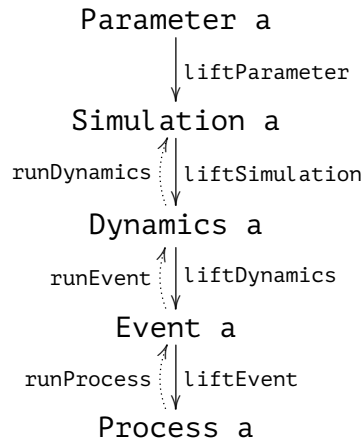 Parameter a
liftParameter
Simulation a
runDynamics liftSimulation
Dynamics a
runEvent liftDynamics
Event a
runProcess liftEvent
Process a